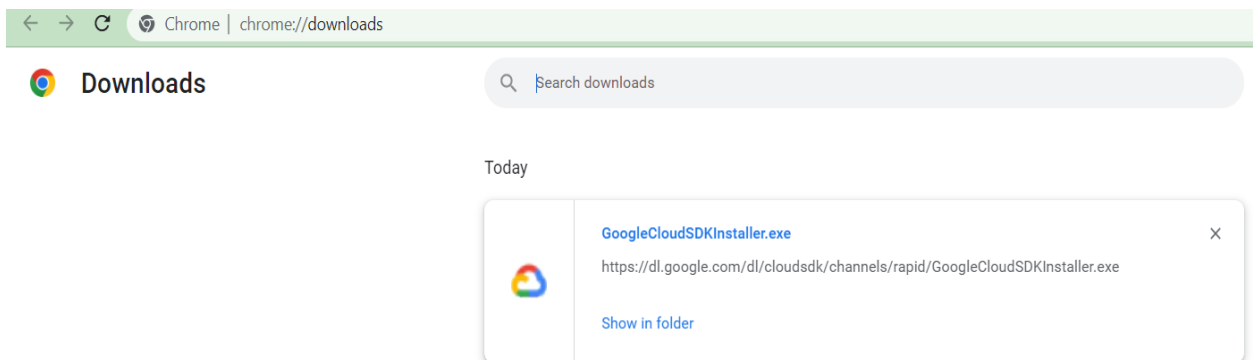 Chrome | chrome://downloads
Downloads
Search downloads
Today
GoogleCloudSDKInstaller.exe
https://dl.google.com/dl/cloudsdk/channels/rapid/GoogleCloudSDKInstaller.exe
Show in folder